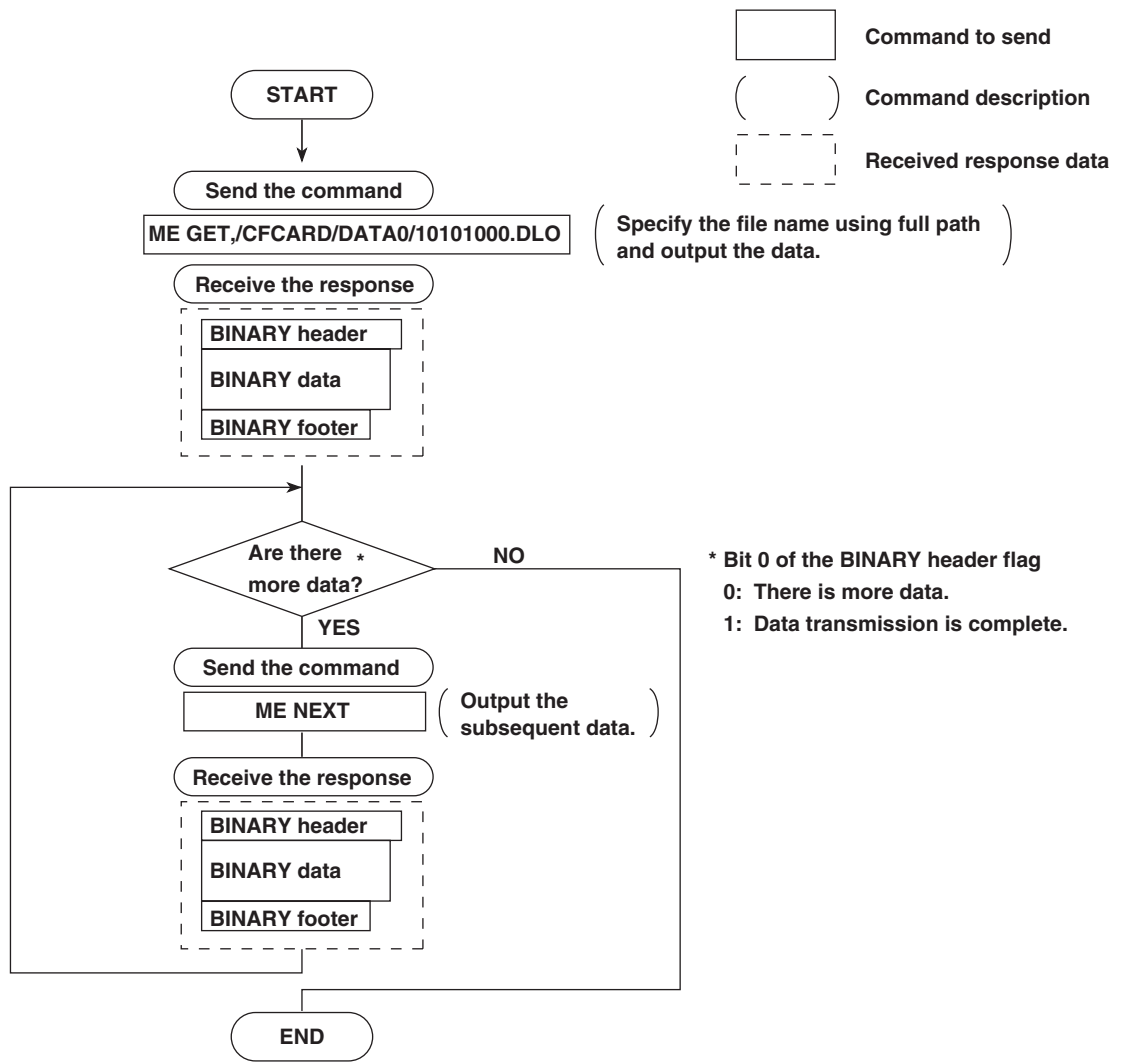 Command to send
Command description
Received response data
START
Send the command
ME GET,/CFCARD/DATA0/10101000.DLO
Specify the file name using full path
and output the data.
Receive the response
BINARY header
BINARY data
BINARY footer
Are there *
more data?
NO
YES
* Bit 0 of the BINARY header flag
0: There is more data.
1: Data transmission is complete.
Send the command
ME NEXT
Output the
subsequent data.
Receive the response
BINARY header
BINARY data
BINARY footer
END